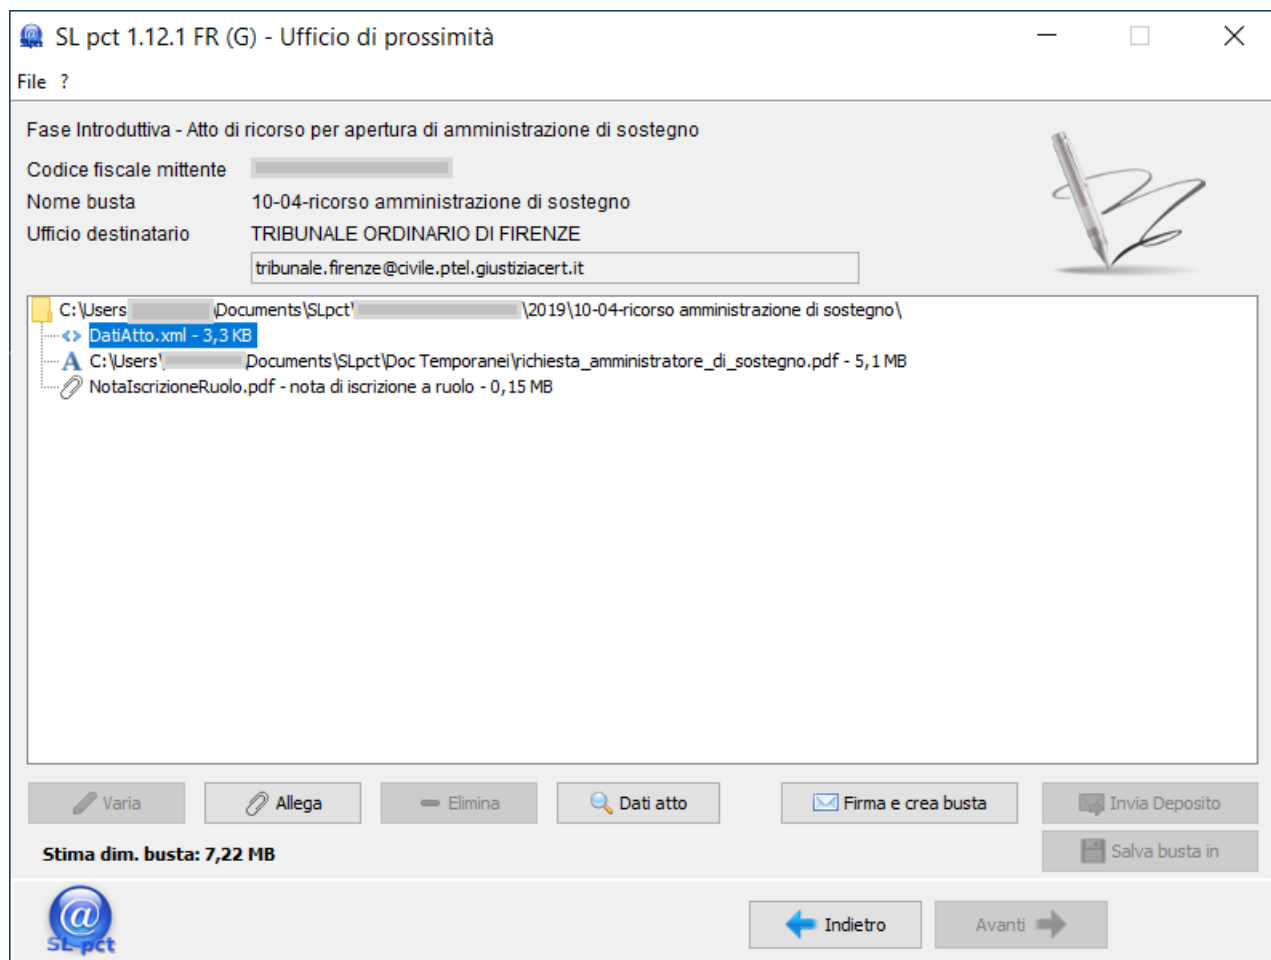 SL pct 1.12.1 FR (G) - Ufficio di prossimità
File ?
Fase Introduttiva - Atto di ricorso per apertura di amministrazione di sostegno
Codice fiscale mittente
Nome busta 10-04-ricorso amministrazione di sostegno
Ufficio destinatario TRIBUNALE ORDINARIO DI FIRENZE
tribunale.firenze@civile.ptel.giustiziacert.it
C:\Users \Documents\SLpct\ \2019\10-04-ricorso amministrazione di sostegno\
DatiAtto.xml - 3,3 KB
C:\Users\ Documents\SLpct\Doc Temporanei\richiesta_amministratore_di_sostegno.pdf - 5,1 MB
NotaIscrizioneRuolo.pdf - nota di iscrizione a ruolo - 0,15 MB
Varia Allega Elimina Dati atto Firma e crea busta Invia Deposito
Stima dim. busta: 7,22 MB Salva busta in
@
SL pct
Indietro Avanti